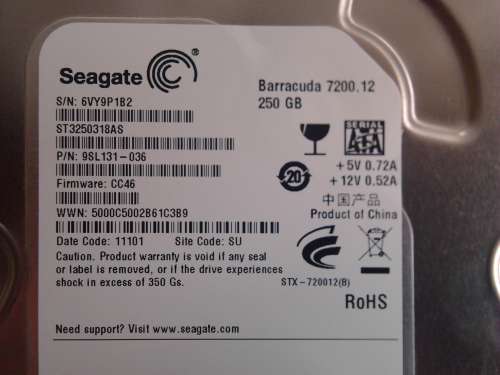 Seagate ®
Barracuda 7200.12
250 GB
S/N: 6VY9P1B2
ST3250318AS
P/N: 9SL131-036
Firmware: CC46
WWN: 5000C5002B61C3B9
Date Code: 11101 Site Code: SU
SERIAL
SATA
+5V 0.72A
+12V 0.52A
20
中国产品
Product of China
Caution. Product warranty is void if any seal
or label is removed, or if the drive experiences
shock in excess of 350 Gs.
STX-720012(B)
RoHS
Need support? Visit www.seagate.com